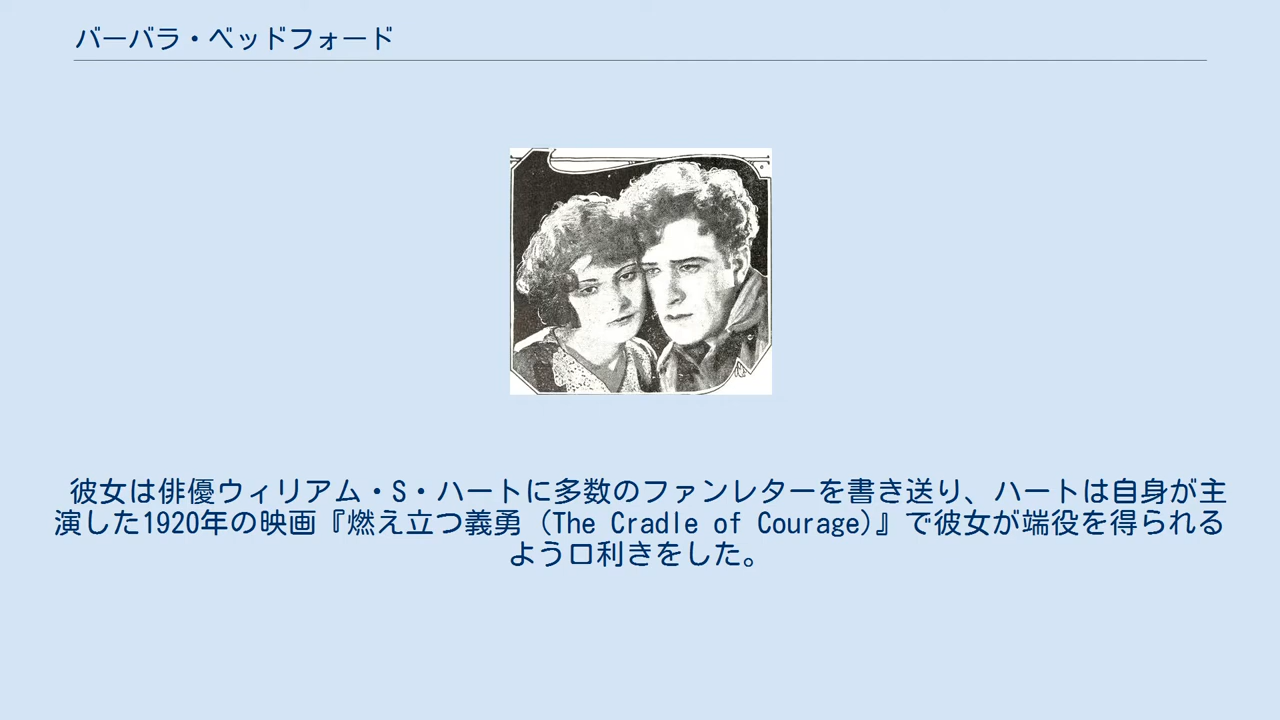 バーバラ・ベッドフォード
彼女は俳優ウィリアム・S・ハートに多数のファンレターを書き送り、ハートは自身が主
演した1920年の映画『燃え立つ義勇 (The Cradle of Courage)』で彼女が端役を得られる
よう口利きをした。